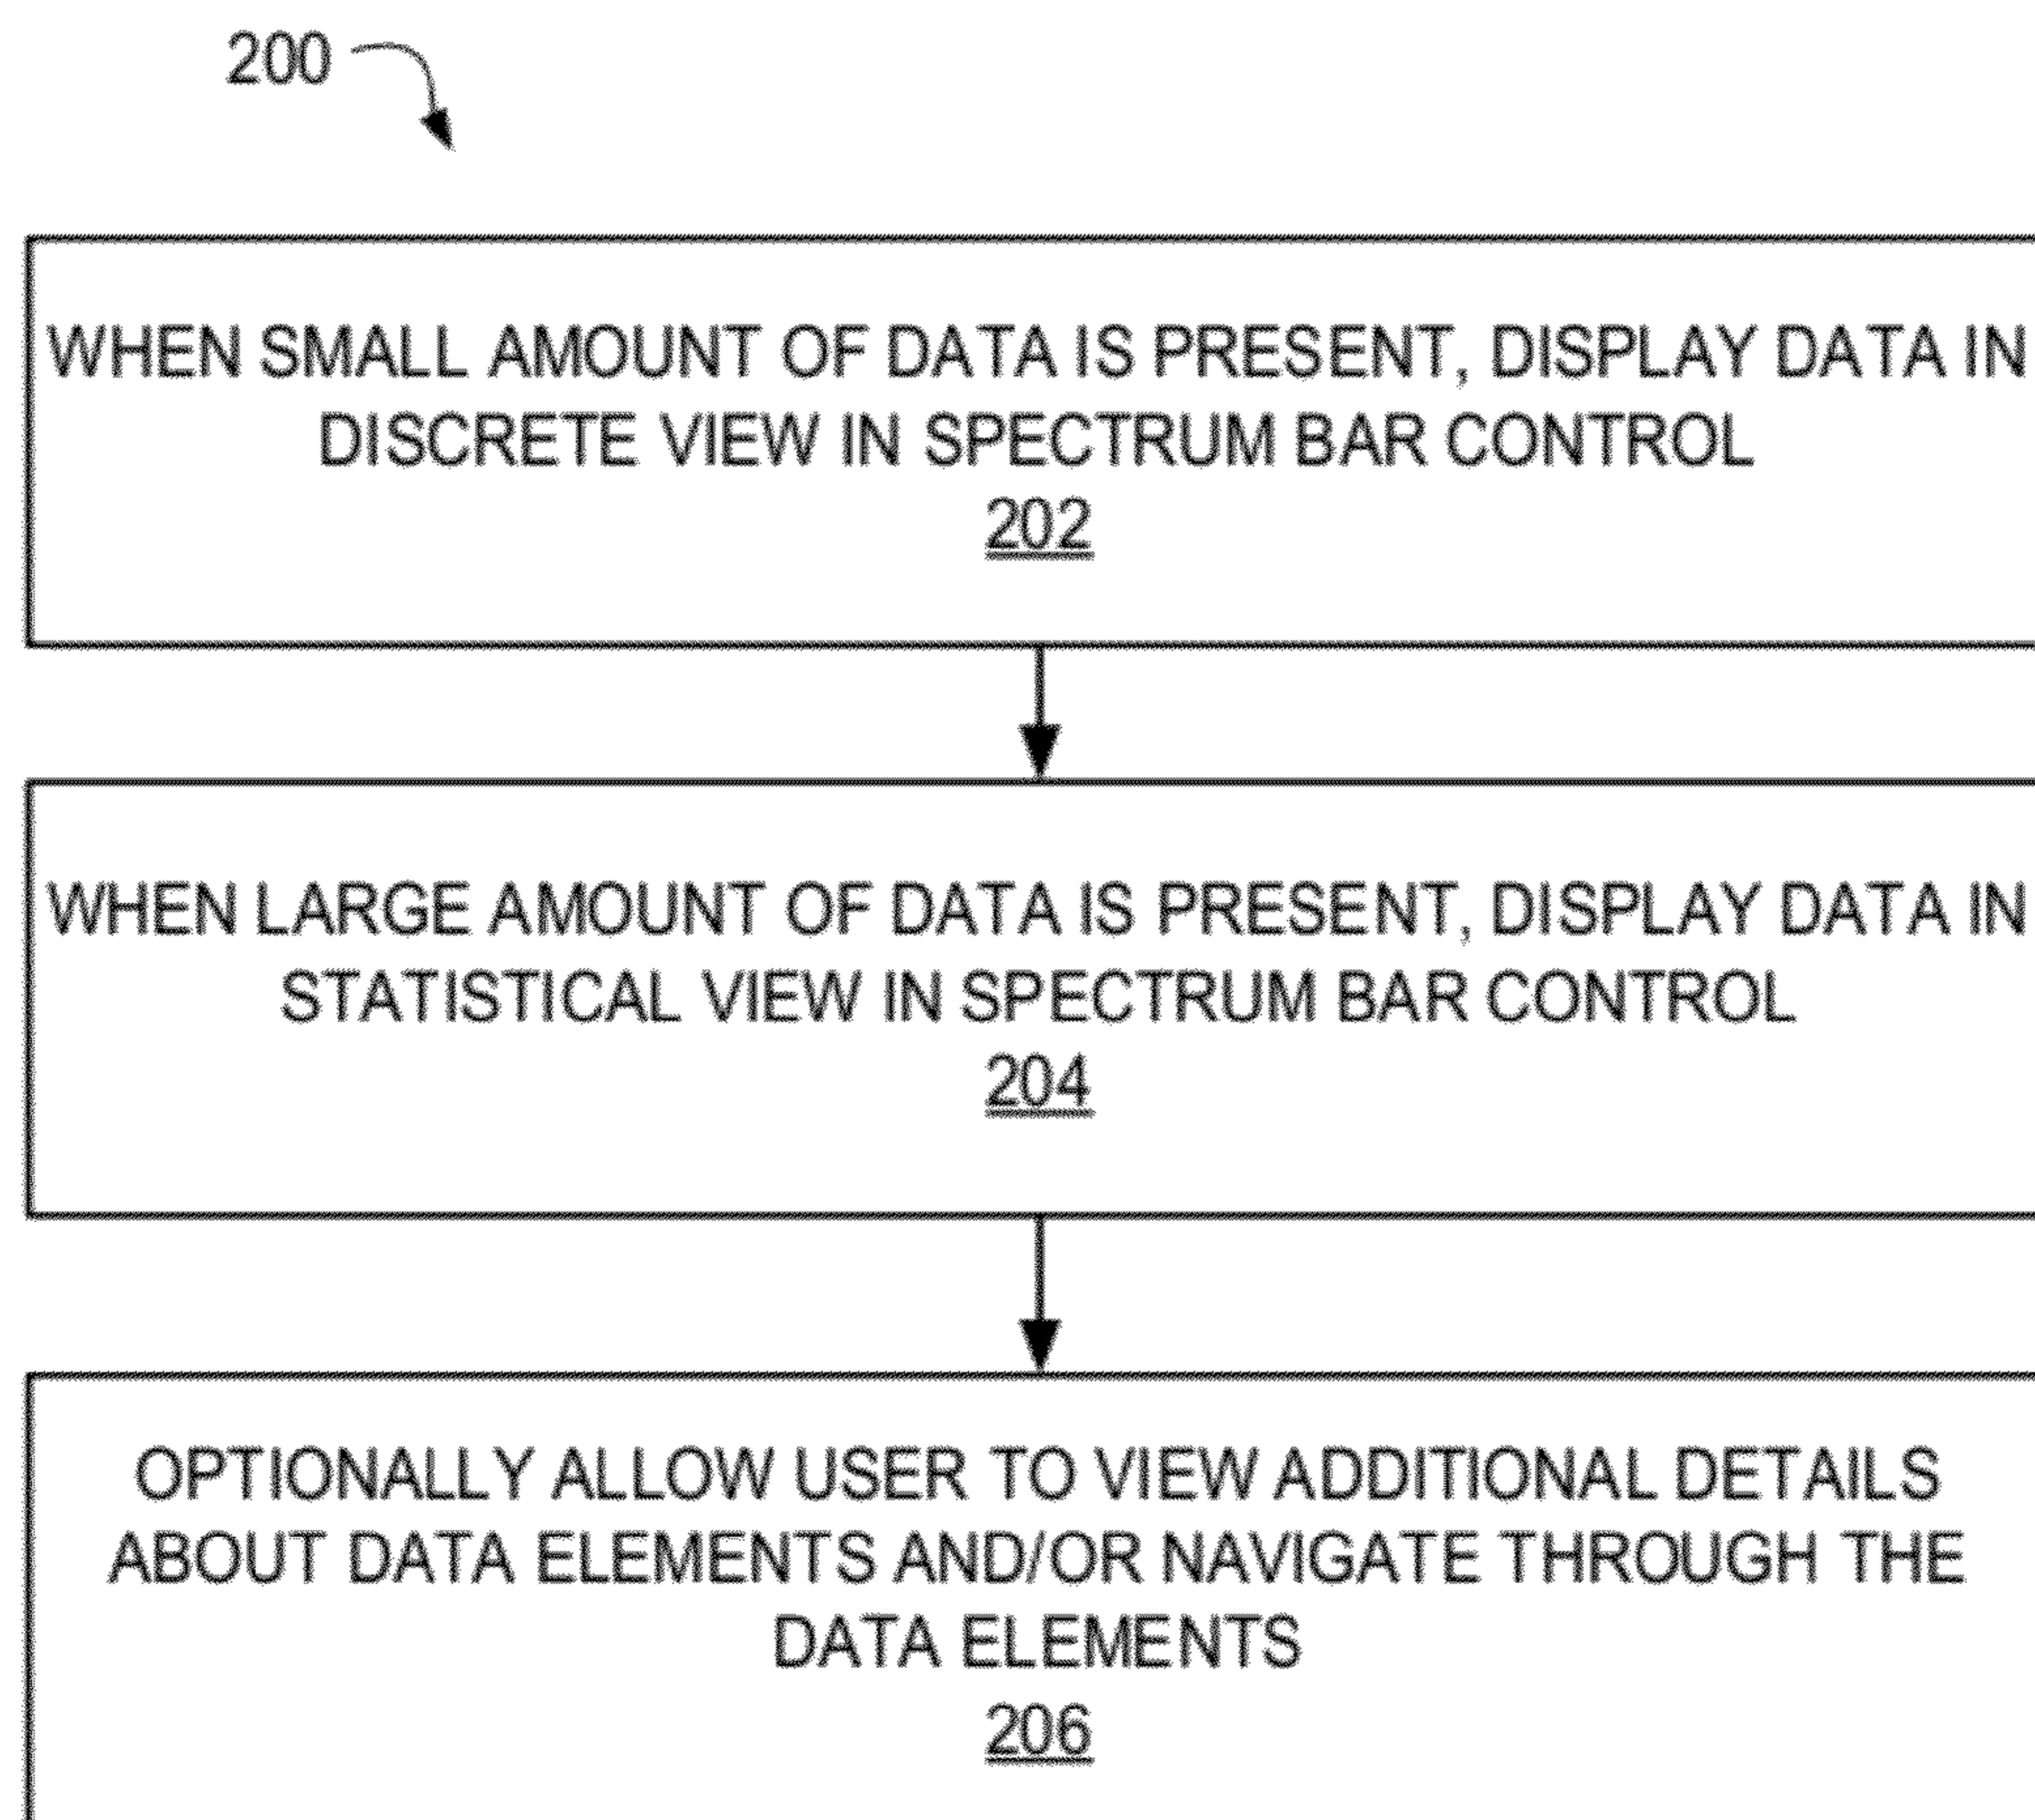 200
WHEN SMALL AMOUNT OF DATA IS PRESENT, DISPLAY DATA IN
DISCRETE VIEW IN SPECTRUM BAR CONTROL
202
WHEN LARGE AMOUNT OF DATA IS PRESENT, DISPLAY DATA IN
STATISTICAL VIEW IN SPECTRUM BAR CONTROL
204
OPTIONALLY ALLOW USER TO VIEW ADDITIONAL DETAILS
ABOUT DATA ELEMENTS AND/OR NAVIGATE THROUGH THE
DATA ELEMENTS
206